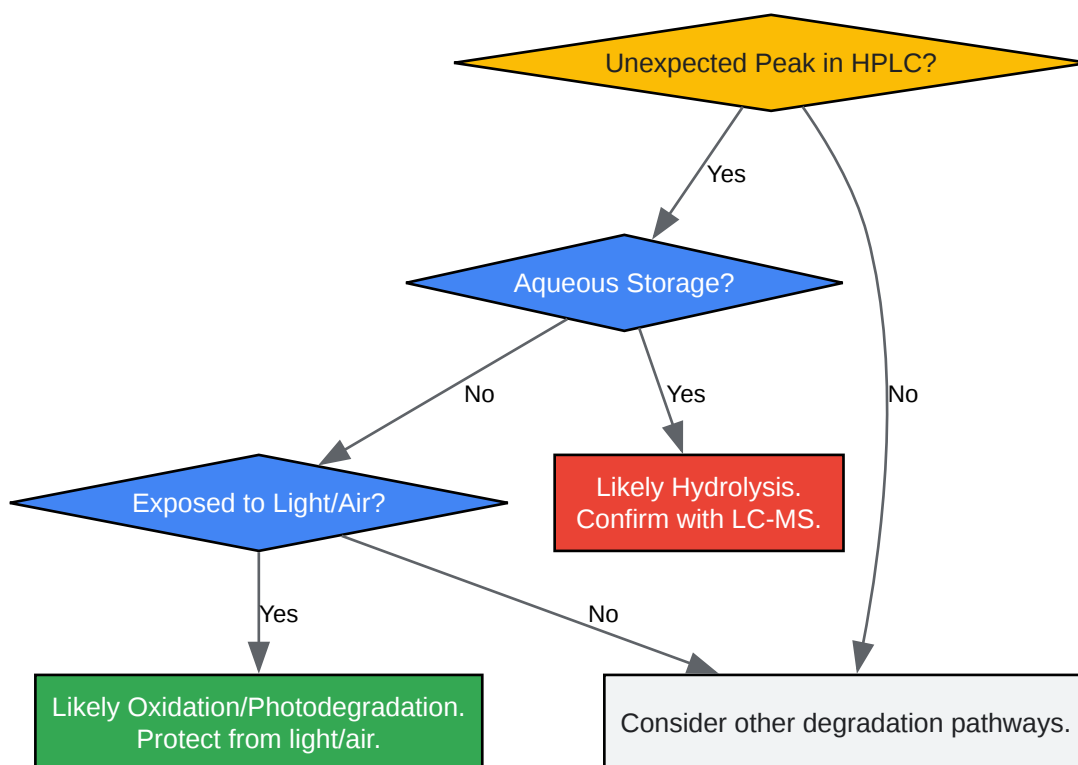 Unexpected Peak in HPLC?
Yes
Aqueous Storage?
No
Yes
No
Exposed to Light/Air?
Likely Hydrolysis.
Confirm with LC-MS.
Yes
No
Likely Oxidation/Photodegradation.
Protect from light/air.
Consider other degradation pathways.